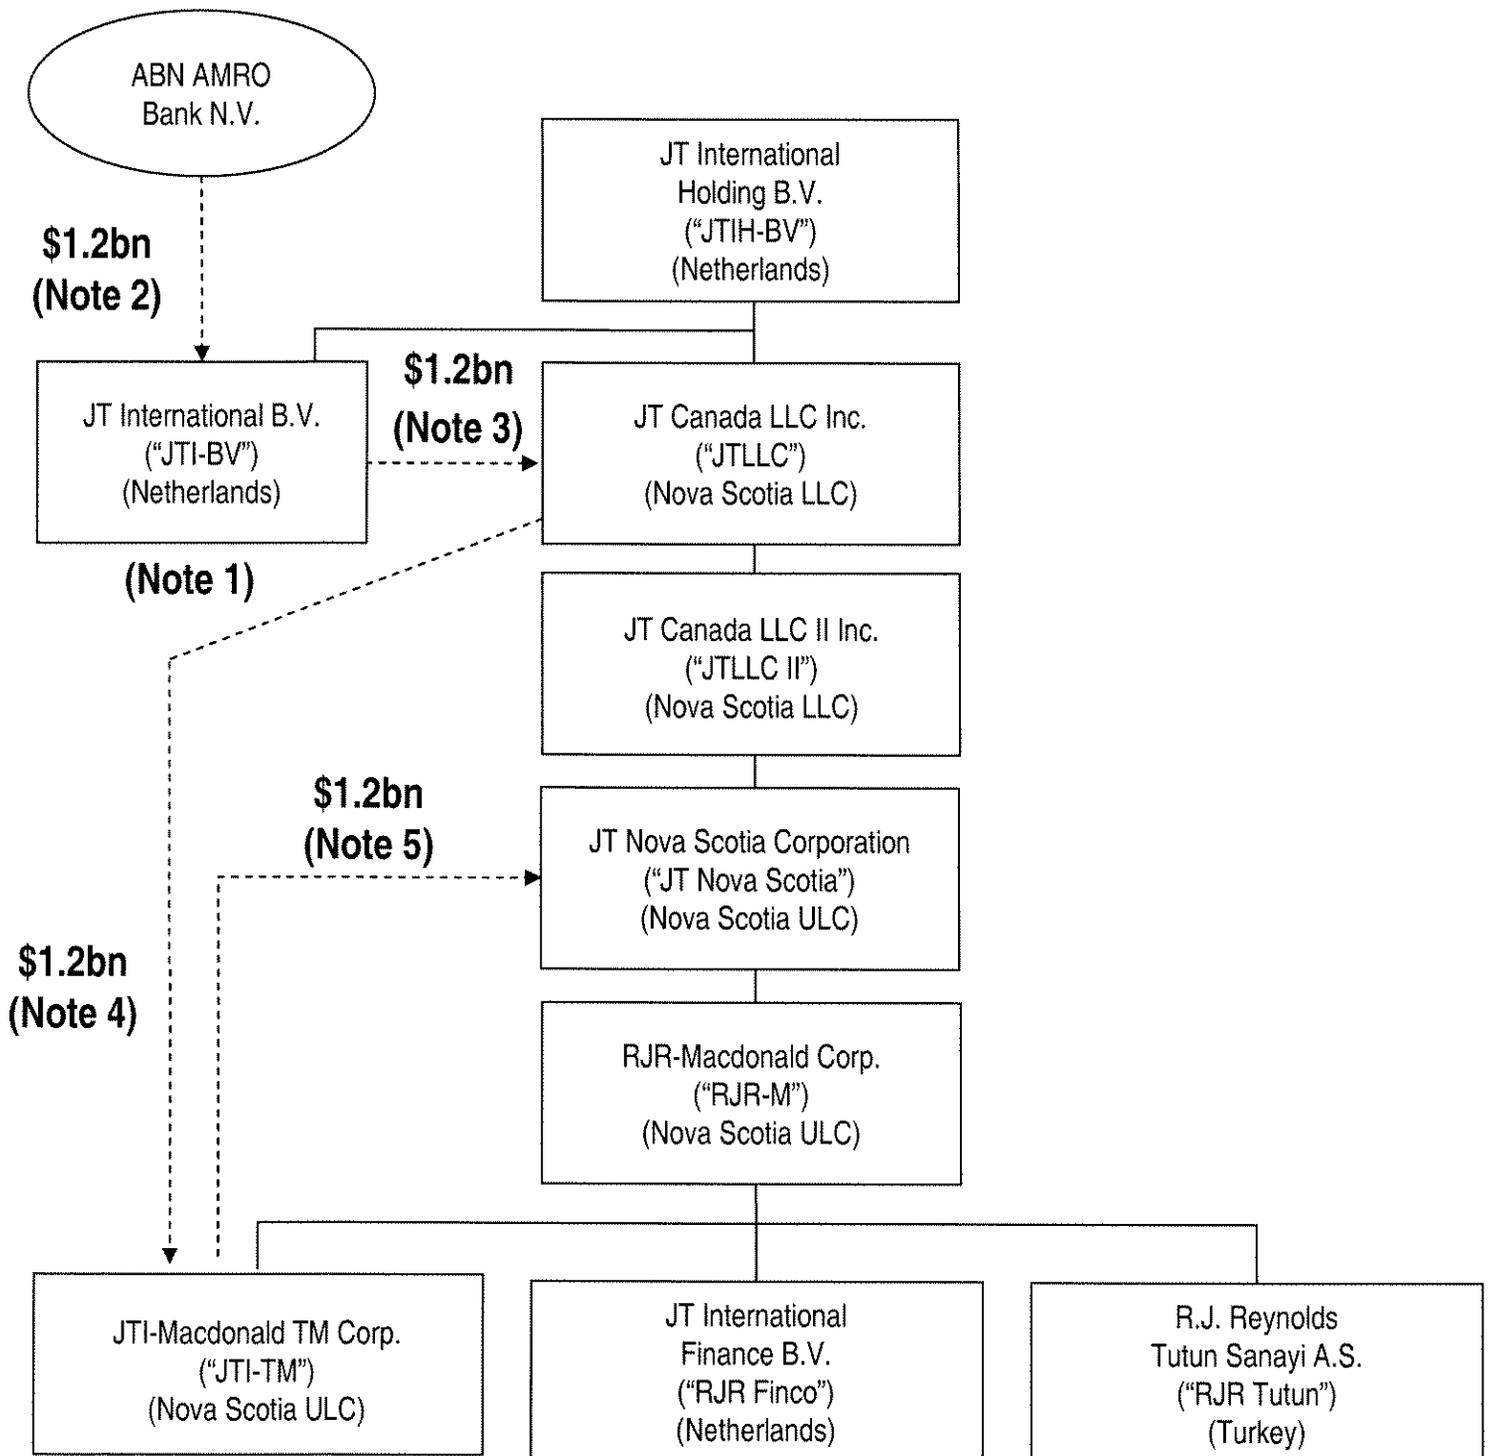 ABN AMRO
Bank N.V.
JT International
Holding B.V.
(“JTIH-BV”)
(Netherlands)
$1.2bn
(Note 2)
JT International B.V.
(“JTI-BV”)
(Netherlands)
$1.2bn
(Note 3)
JT Canada LLC Inc.
(“JTLLC”)
(Nova Scotia LLC)
(Note 1)
JT Canada LLC II Inc.
(“JTLLC II”)
(Nova Scotia LLC)
$1.2bn
(Note 5)
JT Nova Scotia Corporation
(“JT Nova Scotia”)
(Nova Scotia ULC)
$1.2bn
(Note 4)
RJR-Macdonald Corp.
(“RJR-M”)
(Nova Scotia ULC)
JTI-Macdonald TM Corp.
(“JTI-TM”)
(Nova Scotia ULC)
JT International
Finance B.V.
(“RJR Finco”)
(Netherlands)
R.J. Reynolds
Tutun Sanayi A.S.
(“RJR Tutun”)
(Turkey)